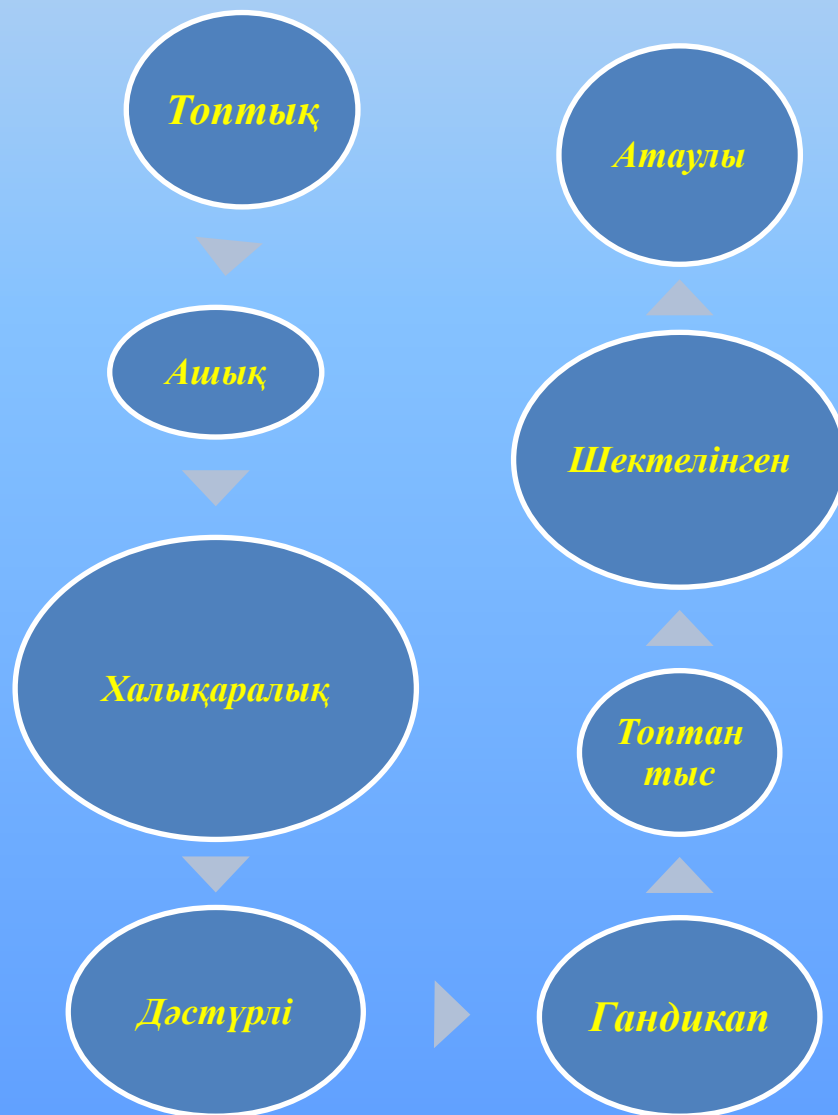 Топтық
Ашық
Халықаралық
Дәстүрлі
Гандикап
Топтан
тыс
Шектелінген
Атаулы